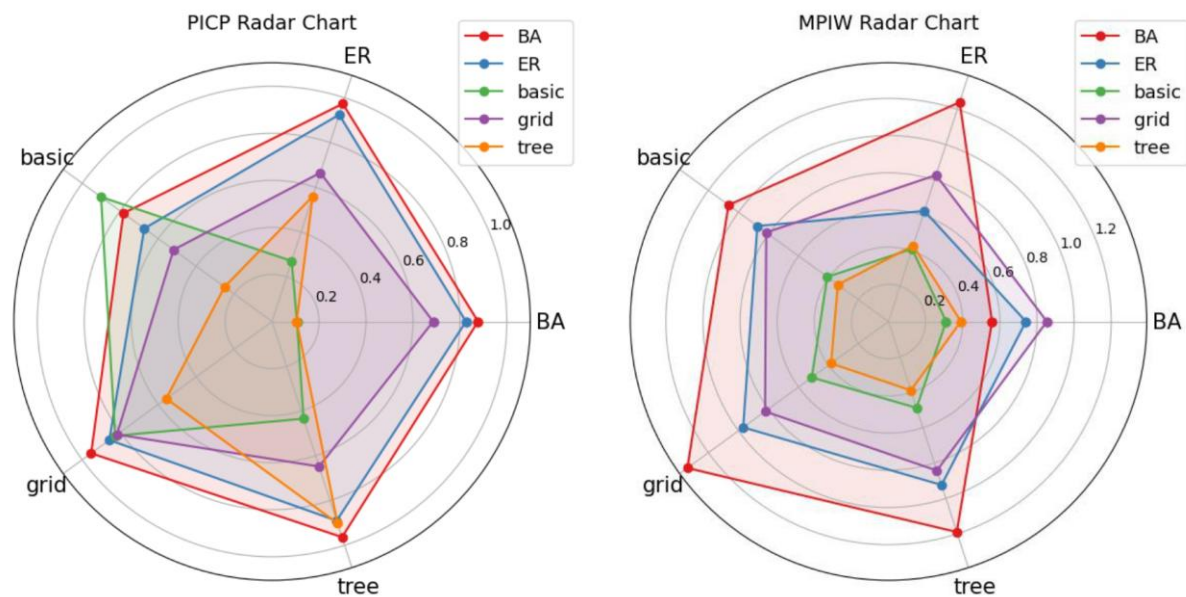 PICP Radar Chart
BA
ER
basic
grid
tree
ER
basic
BA
grid
tree
0.2
0.4
0.6
0.8
1.0
MPIW Radar Chart
BA
ER
basic
grid
tree
ER
basic
BA
grid
tree
0.2
0.4
0.6
0.8
1.0
1.2